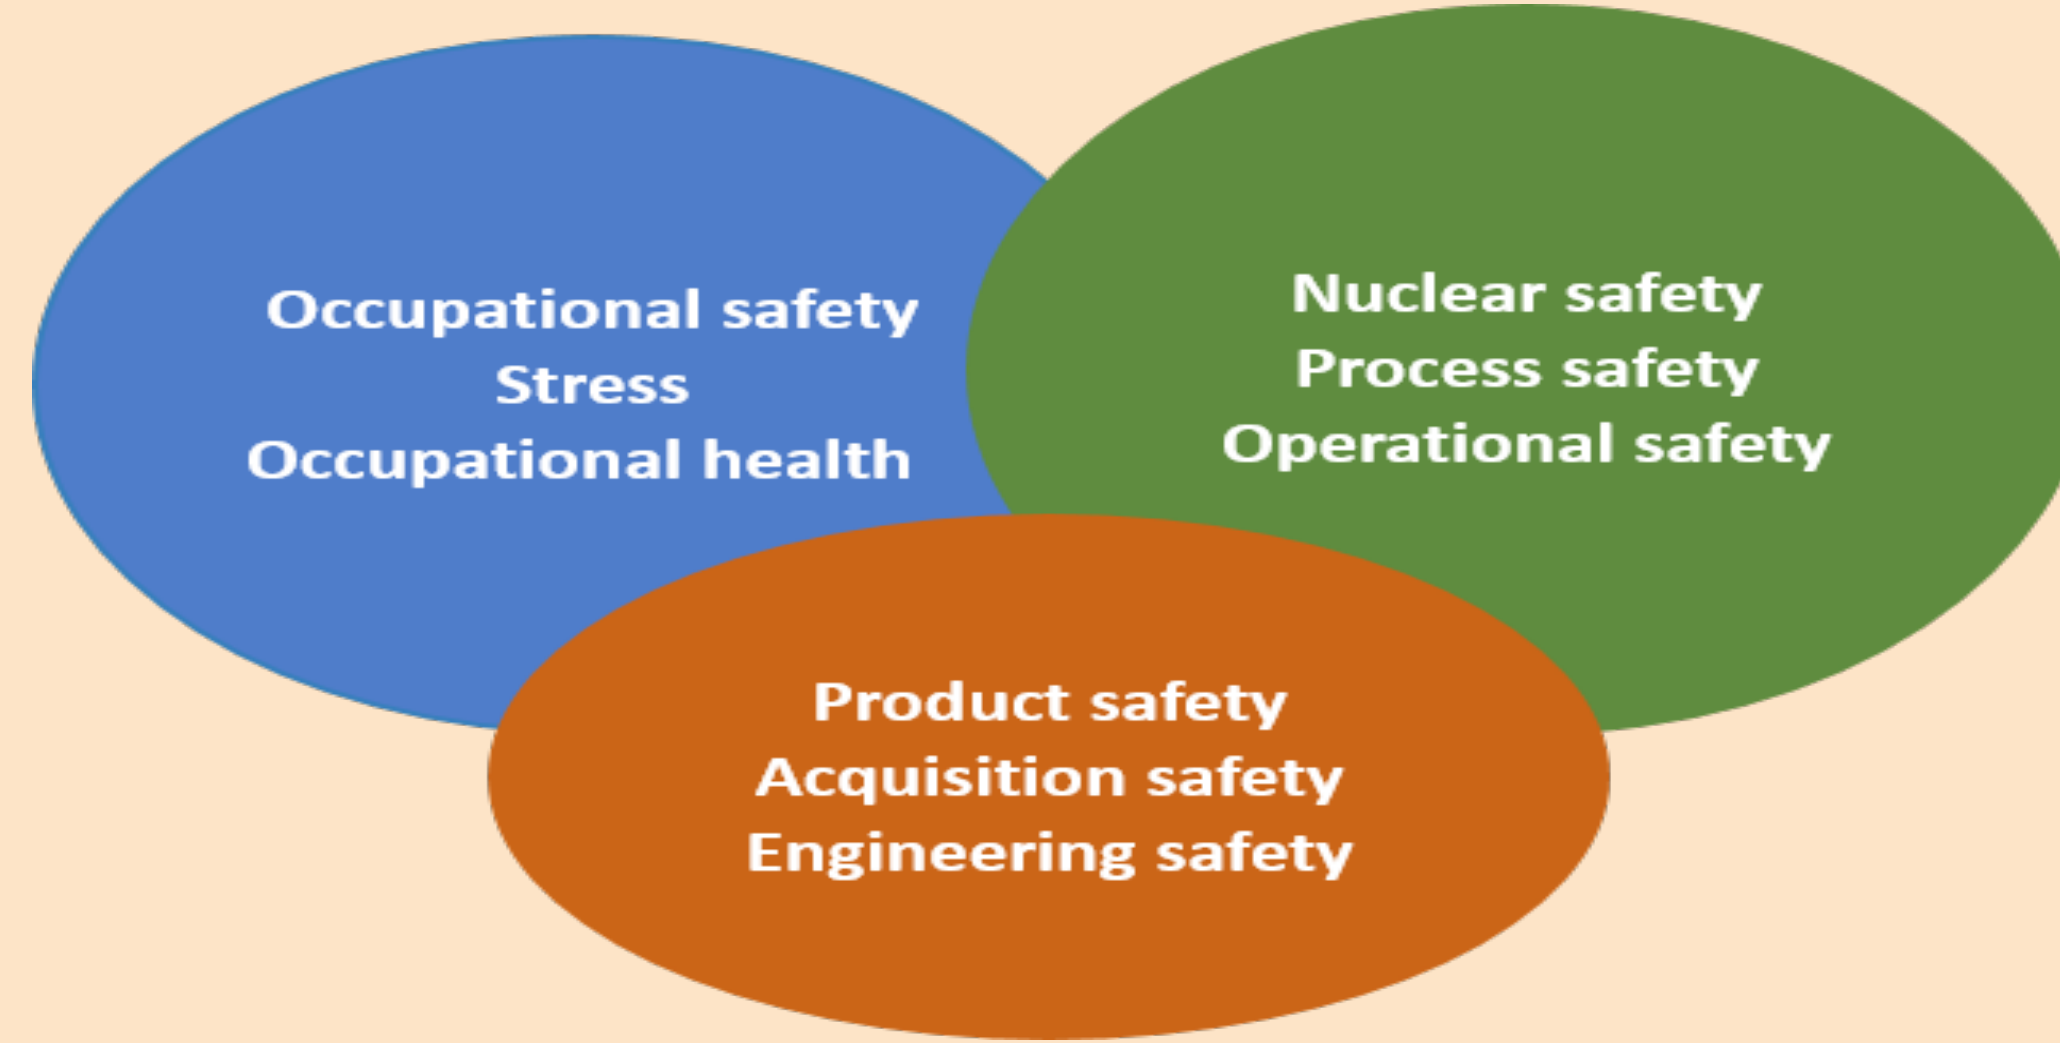 Occupational safety
Stress
Occupational health
Nuclear safety
Process safety
Operational safety
Product safety
Acquisition safety
Engineering safety